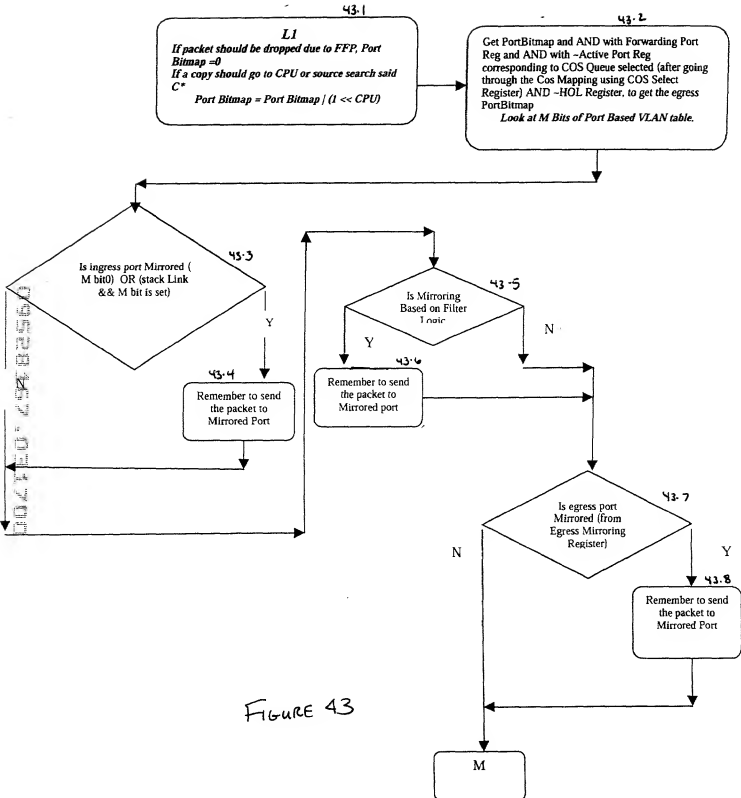 43.1
L1
If packet should be dropped due to FFP, Port
Bitmap =0
If a copy should go to CPU or source search said
C*
Port Bitmap = Port Bitmap | (1 << CPU)
43.2
Get PortBitmap and AND with Forwarding Port
Reg and AND with ~Active Port Reg
corresponding to COS Queue selected (after going
through the Cos Mapping using COS Select
Register) AND ~HOL Register, to get the egress
PortBitmap
Look at M Bits of Port Based VLAN table.
43.3
Is ingress port Mirrored (
M bit0) OR (stack Link
&& M bit is set)
Y
N
43.4
Remember to send
the packet to
Mirrored Port
43-5
Is Mirroring
Based on Filter
Logic
Y
N
43.6
Remember to send
the packet to
Mirrored port
43.7
Is egress port
Mirrored (from
Egress Mirroring
Register)
N
Y
43.8
Remember to send
the packet to
Mirrored Port
FIGURE 43
M